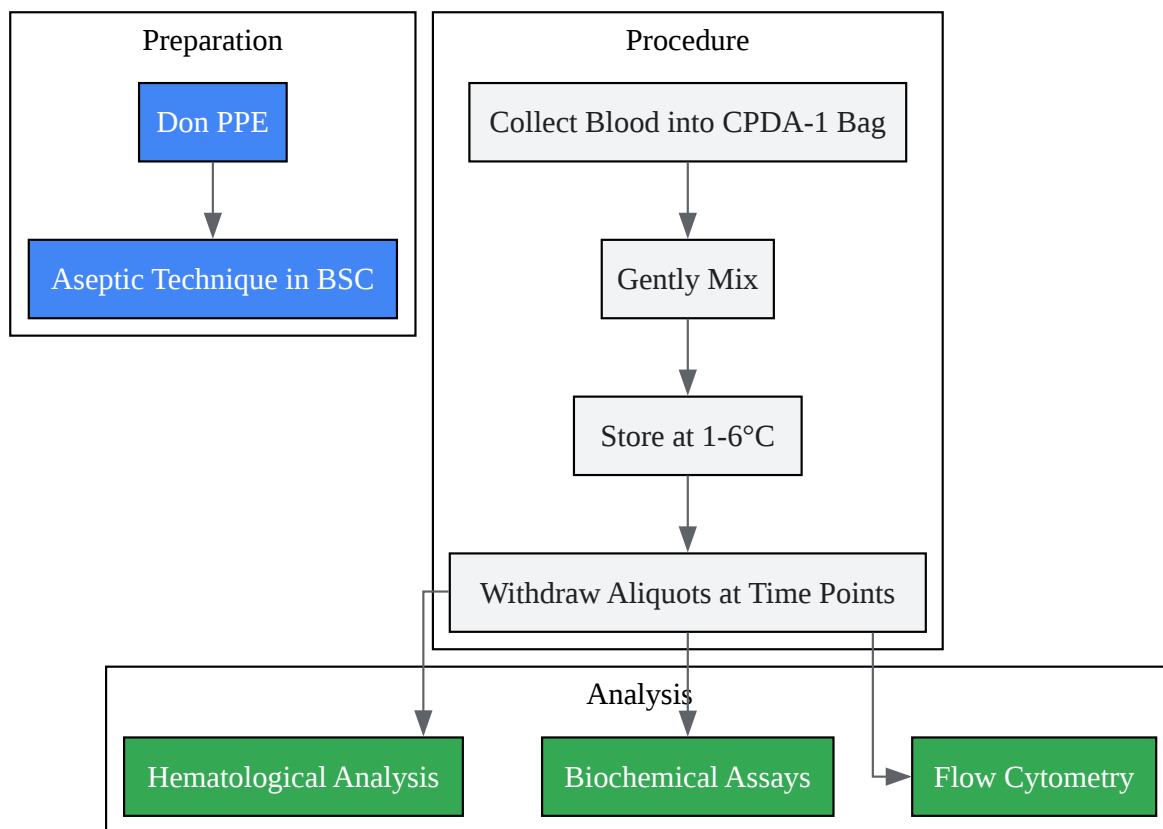 Preparation
Don PPE
Aseptic Technique in BSC
Procedure
Collect Blood into CPDA-1 Bag
Gently Mix
Store at 1-6°C
Withdraw Aliquots at Time Points
Analysis
Hematological Analysis
Biochemical Assays
Flow Cytometry